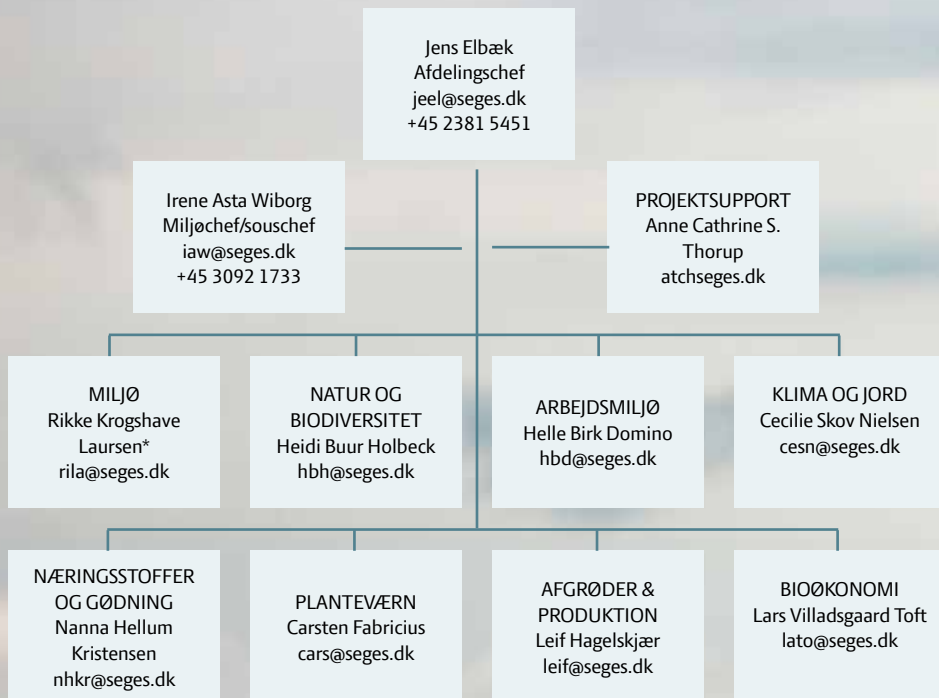 Jens Elbæk
Afdelingschef
jeel@seges.dk
+45 2381 5451
Irene Asta Wiborg
Miljøchef/souschef
iaw@seges.dk
+45 3092 1733
PROJEKTSUPPORT
Anne Cathrine S.
Thorup
atchseges.dk
MILJØ
Rikke Krogshave
Laursen*
rila@seges.dk
NATUR OG
BIODIVERSITET
Heidi Buur Holbeck
hbh@seges.dk
ARBEJDSMILJØ
Helle Birk Domino
hbd@seges.dk
KLIMA OG JORD
Cecilie Skov Nielsen
cesn@seges.dk
NÆRINGSSTOFFER
OG GØDNING
Nanna Hellum
Kristensen
nhkr@seges.dk
PLANTEVÆRN
Carsten Fabricius
cars@seges.dk
AFGRØDER &
PRODUKTION
Leif Hagelskjær
leif@seges.dk
BIOØKONOMI
Lars Villadsgaard Toft
lato@seges.dk